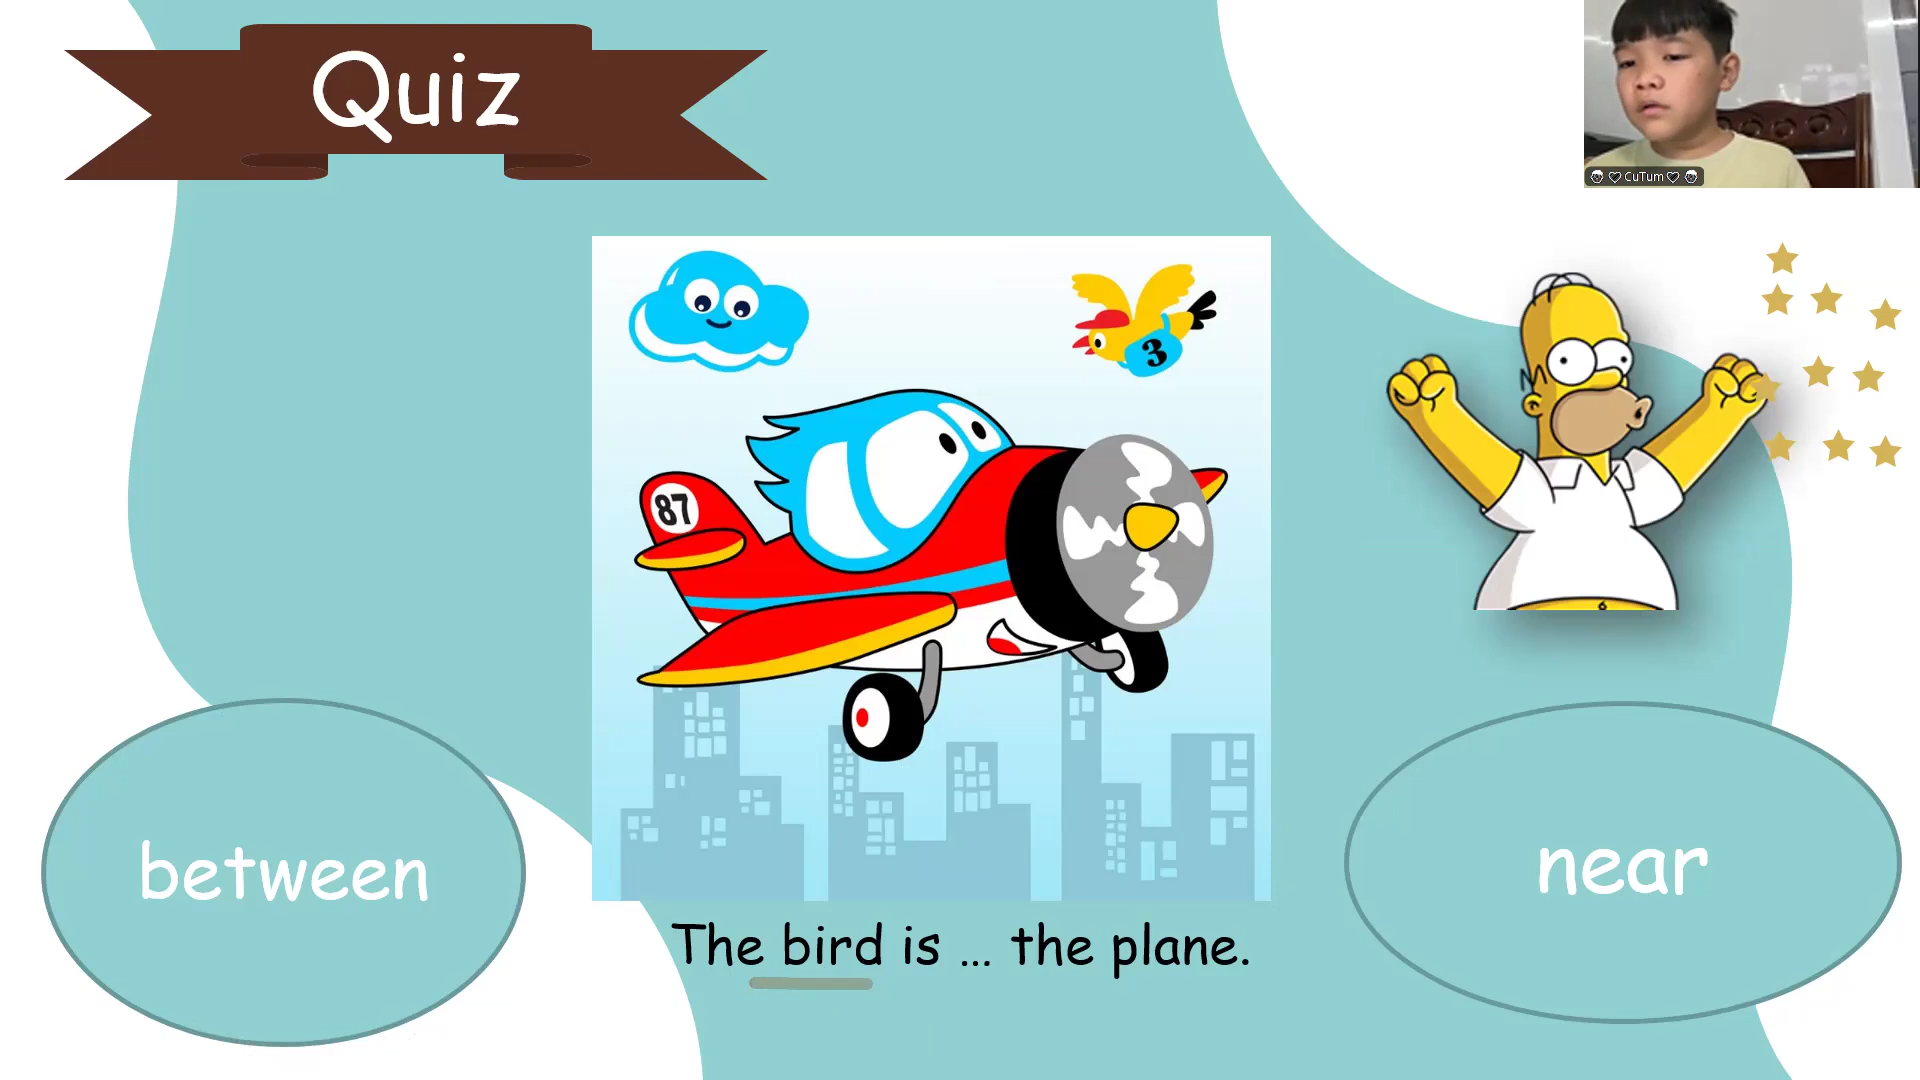 Quiz
♡ CuTum ♡
3
87
between
near
The bird is ... the plane.